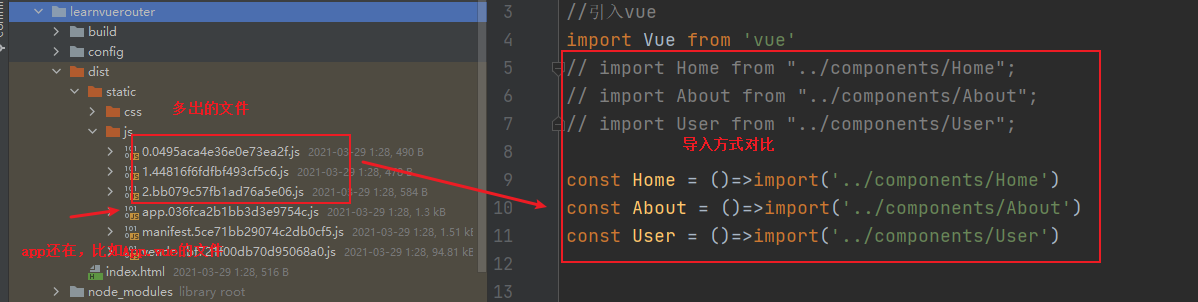 learnvuerouter
build
config
dist
static
css
多出的文件
js
0.0495aca4e36e0e73ea2f.js 2021-03-29 1:28, 490 B
1.44816f6fdfbf493cf5c6.js 2021-03-29 1:28, 478 B
2.bb079c57fb1ad76a5e06.js 2021-03-29 1:28, 584 B
app.036fca2b1bb3d3e9754c.js 2021-03-29 1:28, 1.3 kB
manifest.5ce71bb29074c2db0cf5.js 2021-03-29 1:28, 1.51 kB
app还在，比如
的文件
00db70d95068a0.js 2021-03-29 1:28, 94.81 kB
index.html 2021-03-29 1:28, 516 B
node_modules library root
3 //引入vue
4 import Vue from 'vue'
5 // import Home from "../components/Home";
6 // import About from "../components/About";
7 // import User from "../components/User";
导入方式对比
8
9 const Home = ()=>import('../components/Home')
10 const About = ()=>import('../components/About')
11 const User = ()=>import('../components/User')
12
13